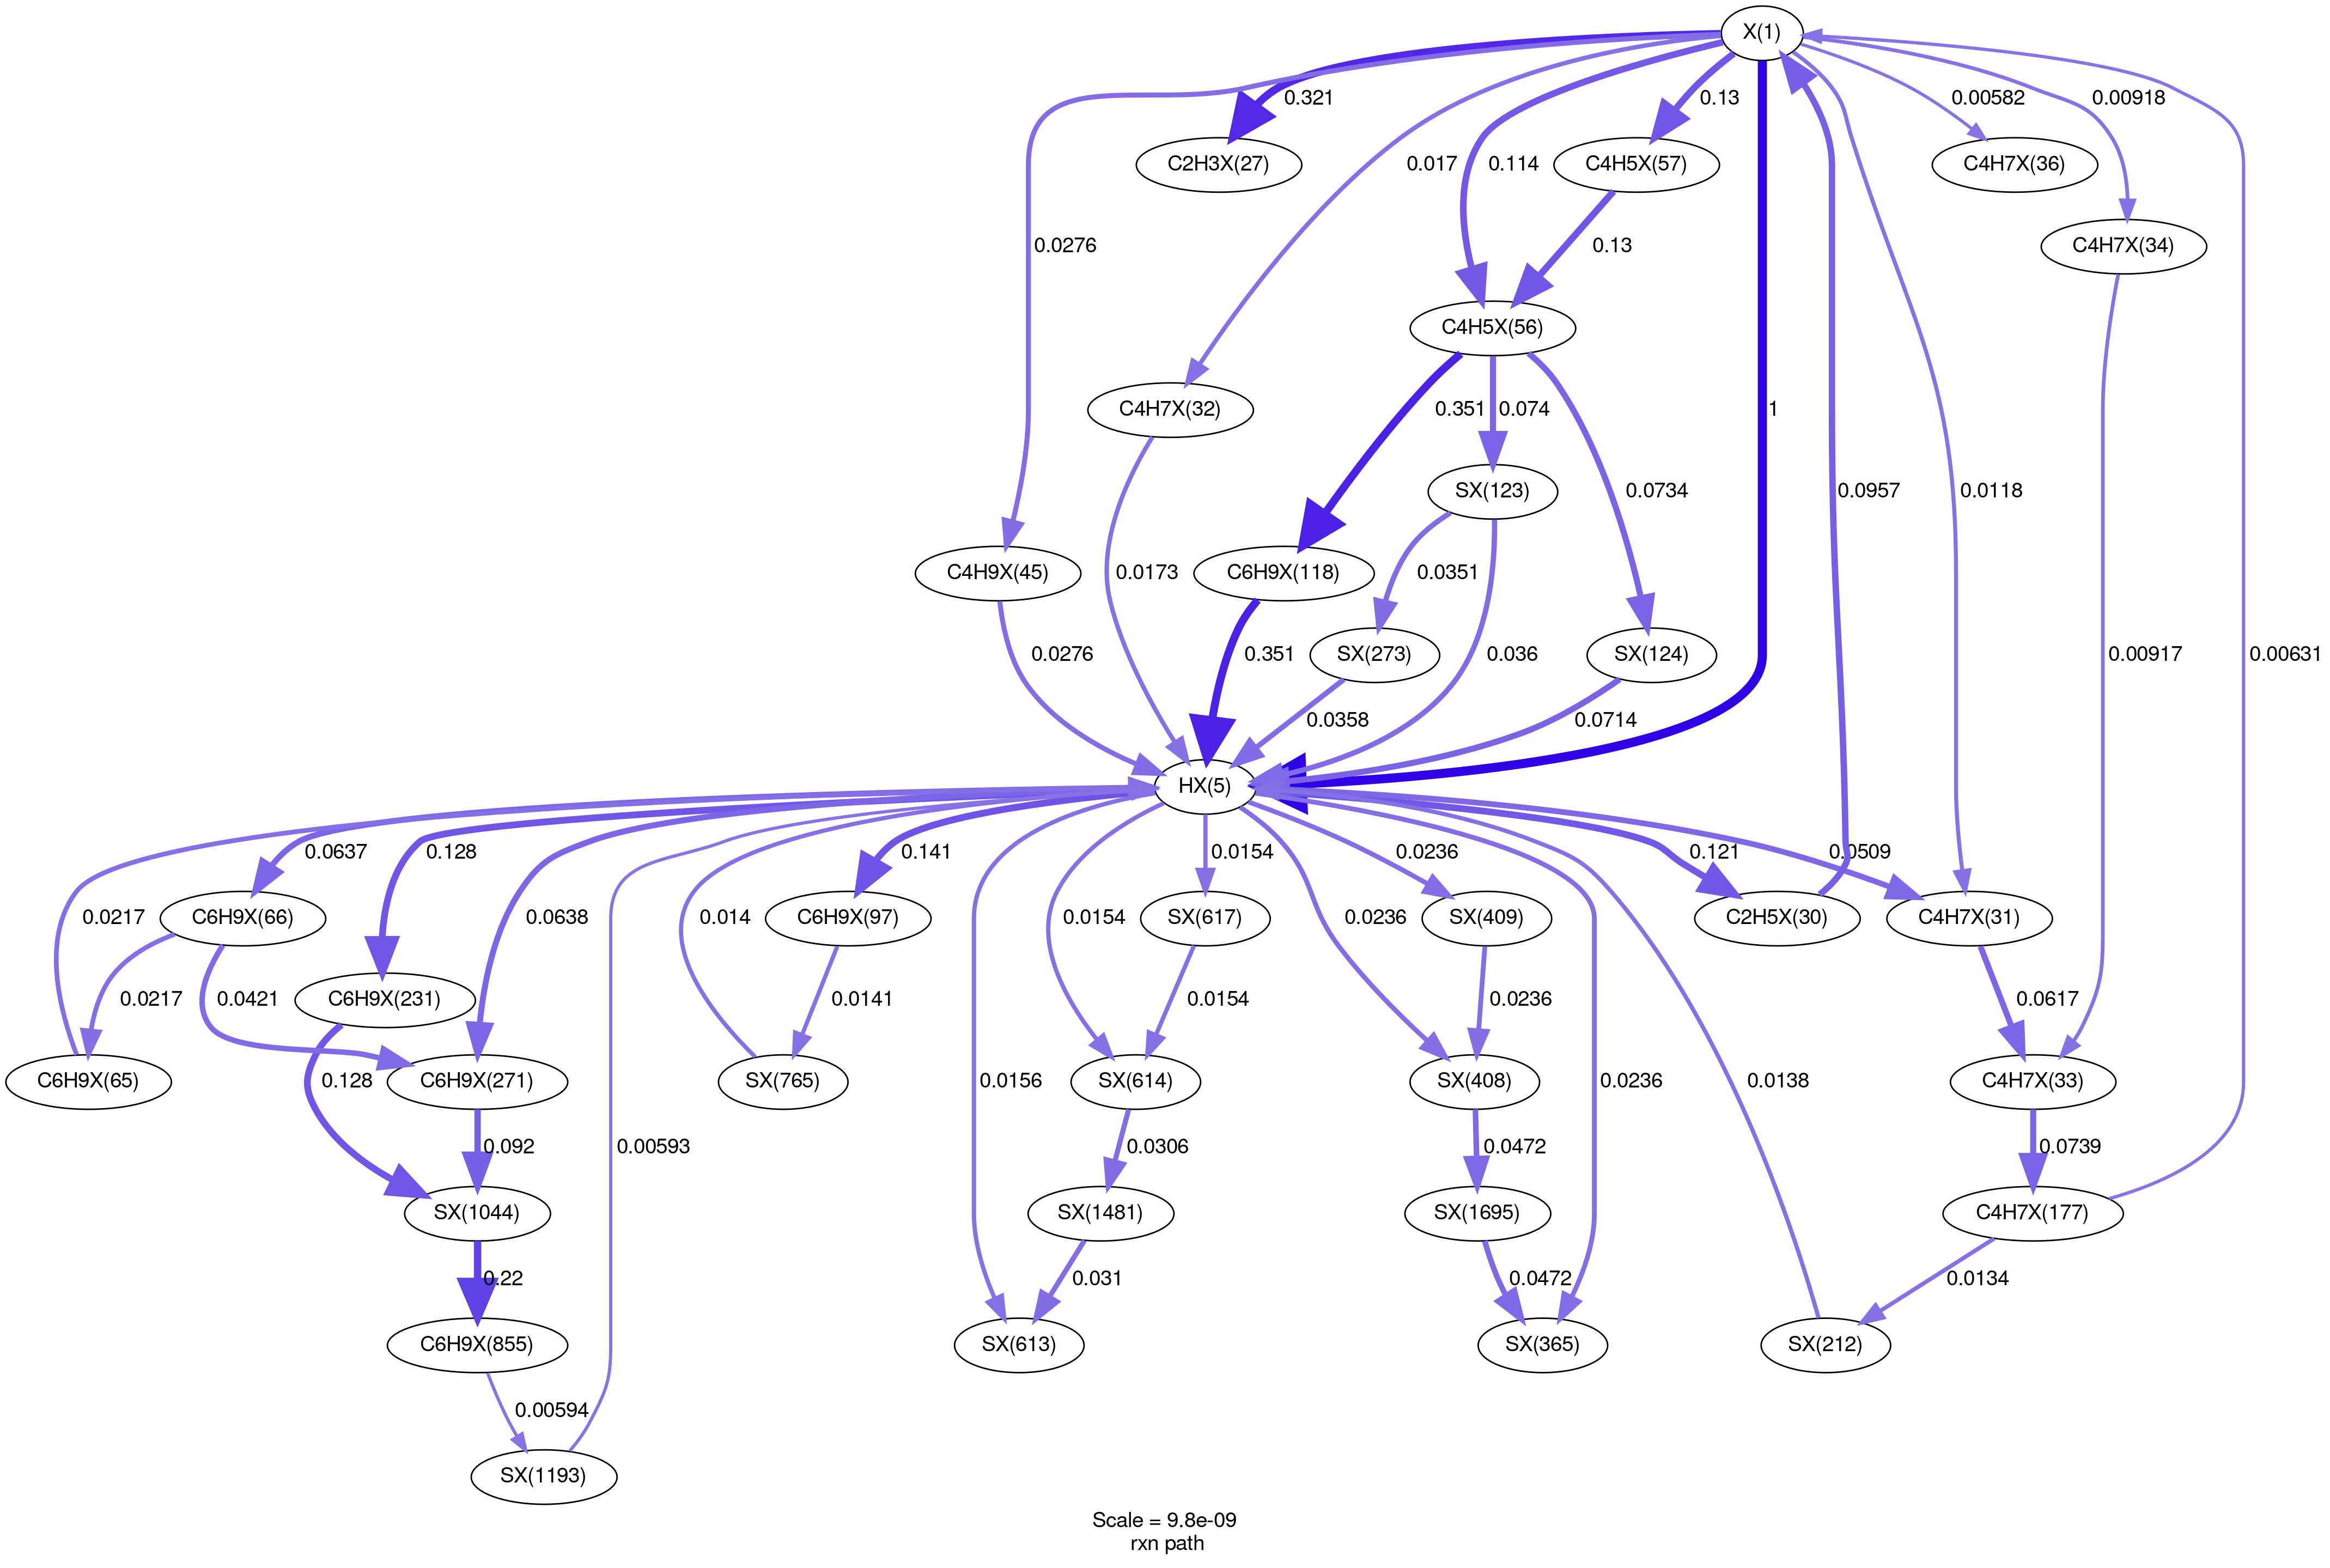 X(1)
0.321
0.13
0.00582
0.00918
C2H3X(27)
0.017
0.114
C4H5X(57)
C4H7X(36)
0.0276
0.13
C4H7X(34)
C4H5X(56)
C4H7X(32)
0.351
0.074
1
0.0734
0.0957
0.0118
SX(123)
C4H9X(45)
0.0173
C6H9X(118)
0.0351
0.0276
0.351
SX(273)
0.036
SX(124)
0.00917
0.00631
0.0358
0.0714
HX(5)
0.0637
0.128
0.141
0.0154
0.0236
0.121
0.0509
0.0217
C6H9X(66)
0.0638
0.014
C6H9X(97)
0.0154
SX(617)
0.0236
SX(409)
C2H5X(30)
C4H7X(31)
0.0217
0.0421
C6H9X(231)
0.0141
0.0154
0.0236
0.0617
C6H9X(65)
0.128
C6H9X(271)
SX(765)
0.0156
SX(614)
SX(408)
0.0236
0.0138
C4H7X(33)
0.092
0.00593
0.0306
0.0472
0.0739
SX(1044)
SX(1481)
SX(1695)
C4H7X(177)
0.22
0.031
0.0472
0.0134
C6H9X(855)
SX(613)
SX(365)
SX(212)
0.00594
SX(1193)
Scale = 9.8e-09
rxn path